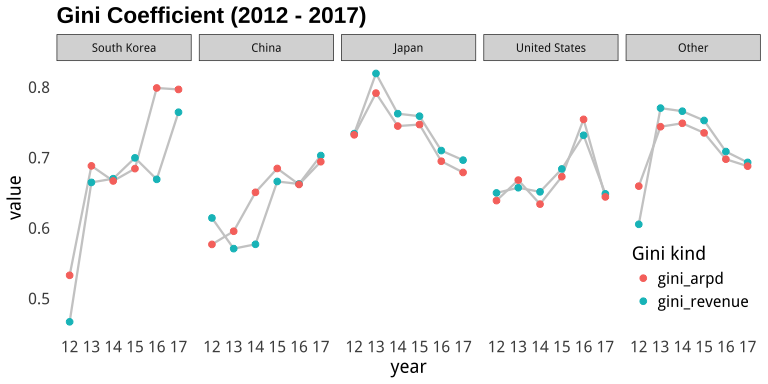 Gini Coefficient (2012 - 2017)
South Korea China Japan United States Other
0.8
0.7
0.6
0.5
value
Gini kind
gini_arpd
gini_revenue
12 13 14 15 16 17 12 13 14 15 16 17 12 13 14 15 16 17 12 13 14 15 16 17 12 13 14 15 16 17
year